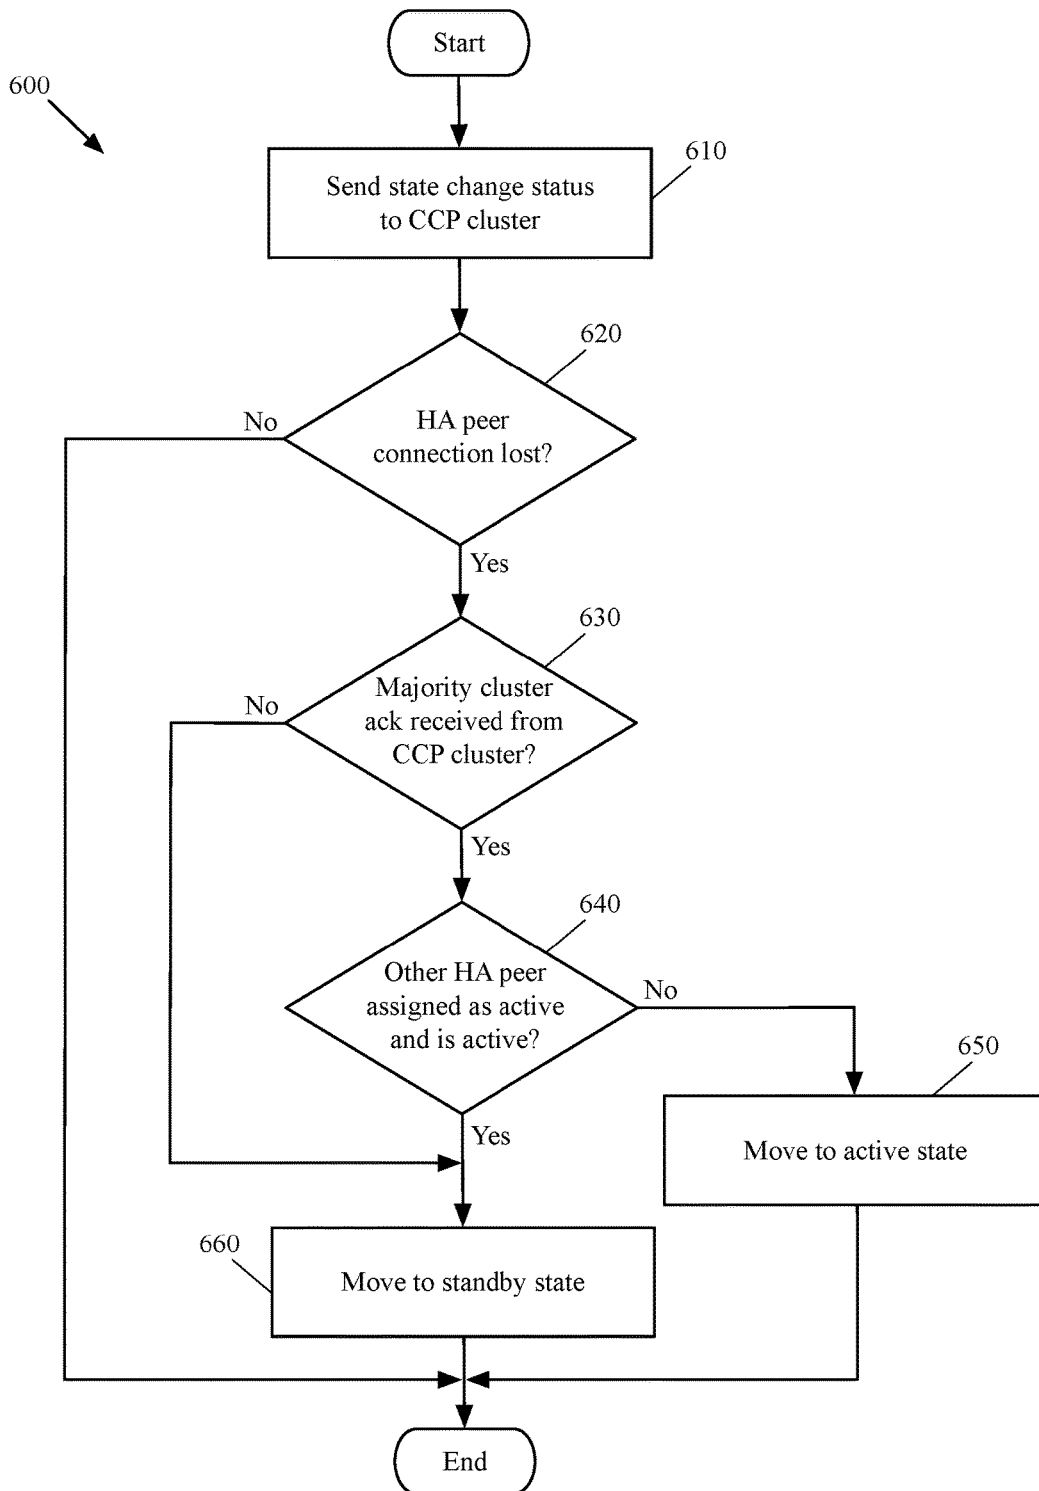 Start
600
610
Send state change status
to CCP cluster
620
No
HA peer
connection lost?
Yes
630
No
Majority cluster
ack received from
CCP cluster?
Yes
640
Other HA peer
assigned as active
and is active?
No
650
Yes
Move to active state
660
Move to standby state
End